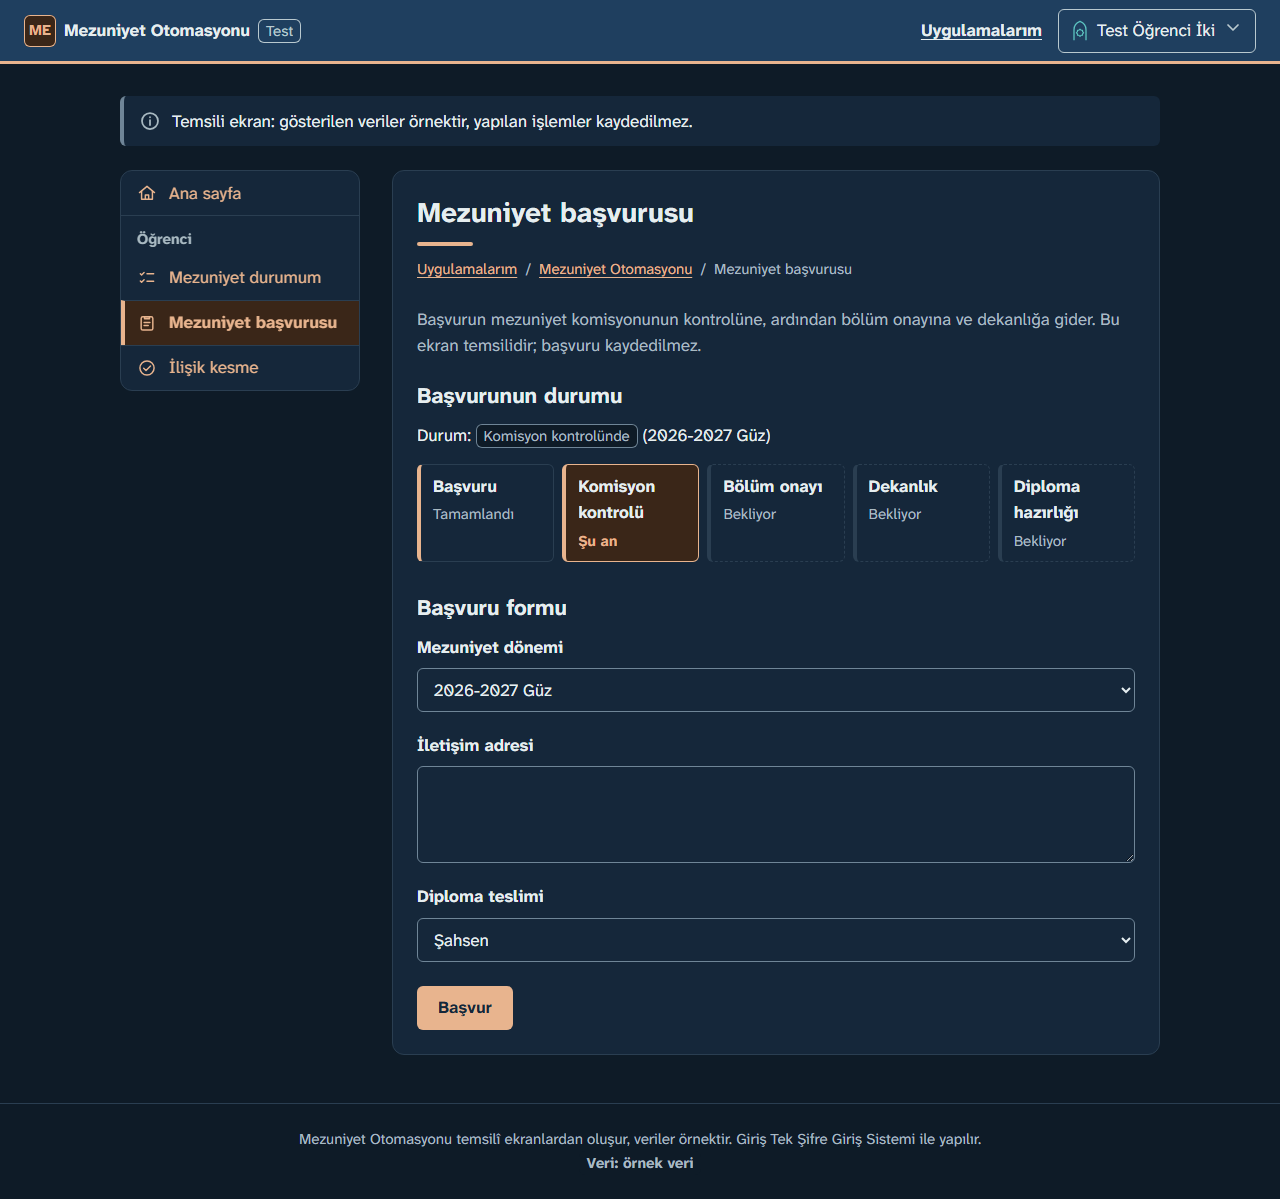 ME Mezuniyet Otomasyonu Test
Uygulamalarım
Test Öğrenci İki
Temsili ekran: gösterilen veriler örnektir, yapılan işlemler kaydedilmez.
Ana sayfa
Öğrenci
Mezuniyet durumum
Mezuniyet başvurusu
İlişik kesme
Mezuniyet başvurusu
Uygulamalarım / Mezuniyet Otomasyonu / Mezuniyet başvurusu
Başvurun mezuniyet komisyonunun kontrolüne, ardından bölüm onayına ve dekanlığa gider. Bu
ekran temsilidir; başvuru kaydedilmez.
Başvurunun durumu
Durum: Komisyon kontrolünde (2026-2027 Güz)
Başvuru
Tamamlandı
Komisyon
kontrolü
Şu an
Bölüm onayı
Bekliyor
Dekanlık
Bekliyor
Diploma
hazırlığı
Bekliyor
Başvuru formu
Mezuniyet dönemi
2026-2027 Güz
İletişim adresi
Diploma teslimi
Şahsen
Başvur
Mezuniyet Otomasyonu temsilî ekranlardan oluşur, veriler örnektir. Giriş Tek Şifre Giriş Sistemi ile yapılır.
Veri: örnek veri